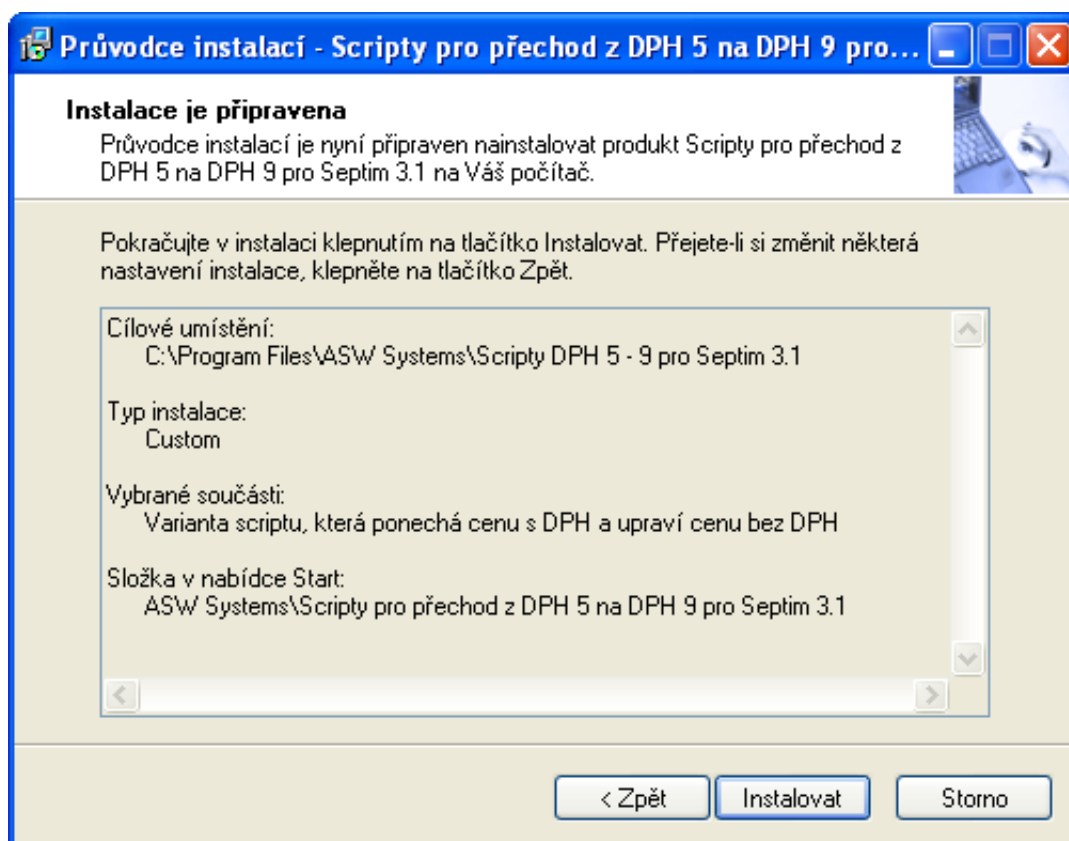 Průvodce instalací - Scripty pro přechod z DPH 5 na DPH 9 pro...
Instalace je připravena
Průvodce instalací je nyní připraven nainstalovat produkt Scripty pro přechod z
DPH 5 na DPH 9 pro Septim 3.1 na Váš počítač.
Pokračujte v instalaci klepnutím na tlačítko Instalovat. Přejete-li si změnit některá
nastavení instalace, klepněte na tlačítko Zpět.
Cílové umístění:
C:\Program Files\ASW Systems\Scripty DPH 5 - 9 pro Septim 3.1
Typ instalace:
Custom
Vybrané součásti:
Varianta scriptu, která ponechá cenu s DPH a upraví cenu bez DPH
Složka v nabídce Start:
ASW Systems\Scripty pro přechod z DPH 5 na DPH 9 pro Septim 3.1
< Zpět
Instalovat
Storno